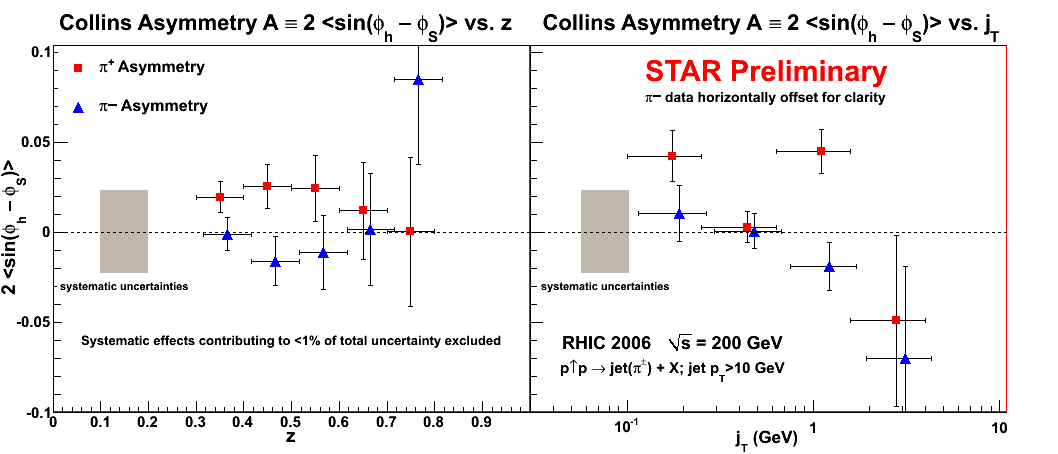 Collins Asymmetry A ≡ 2 <sin(ϕh − ϕS)> vs. z
Collins Asymmetry A ≡ 2 <sin(ϕh − ϕS)> vs. jT
2 <sin(ϕh − ϕS)>
0.1
0.05
0
-0.05
-0.1
π+ Asymmetry
π− Asymmetry
systematic uncertainties
Systematic effects contributing to <1% of total uncertainty excluded
0 0.1 0.2 0.3 0.4 0.5 0.6 0.7 0.8 0.9
z
STAR Preliminary
π− data horizontally offset for clarity
systematic uncertainties
RHIC 2006 √s = 200 GeV
p↑p → jet(π±) + X; jet pT>10 GeV
10-1 1 10
jT (GeV)